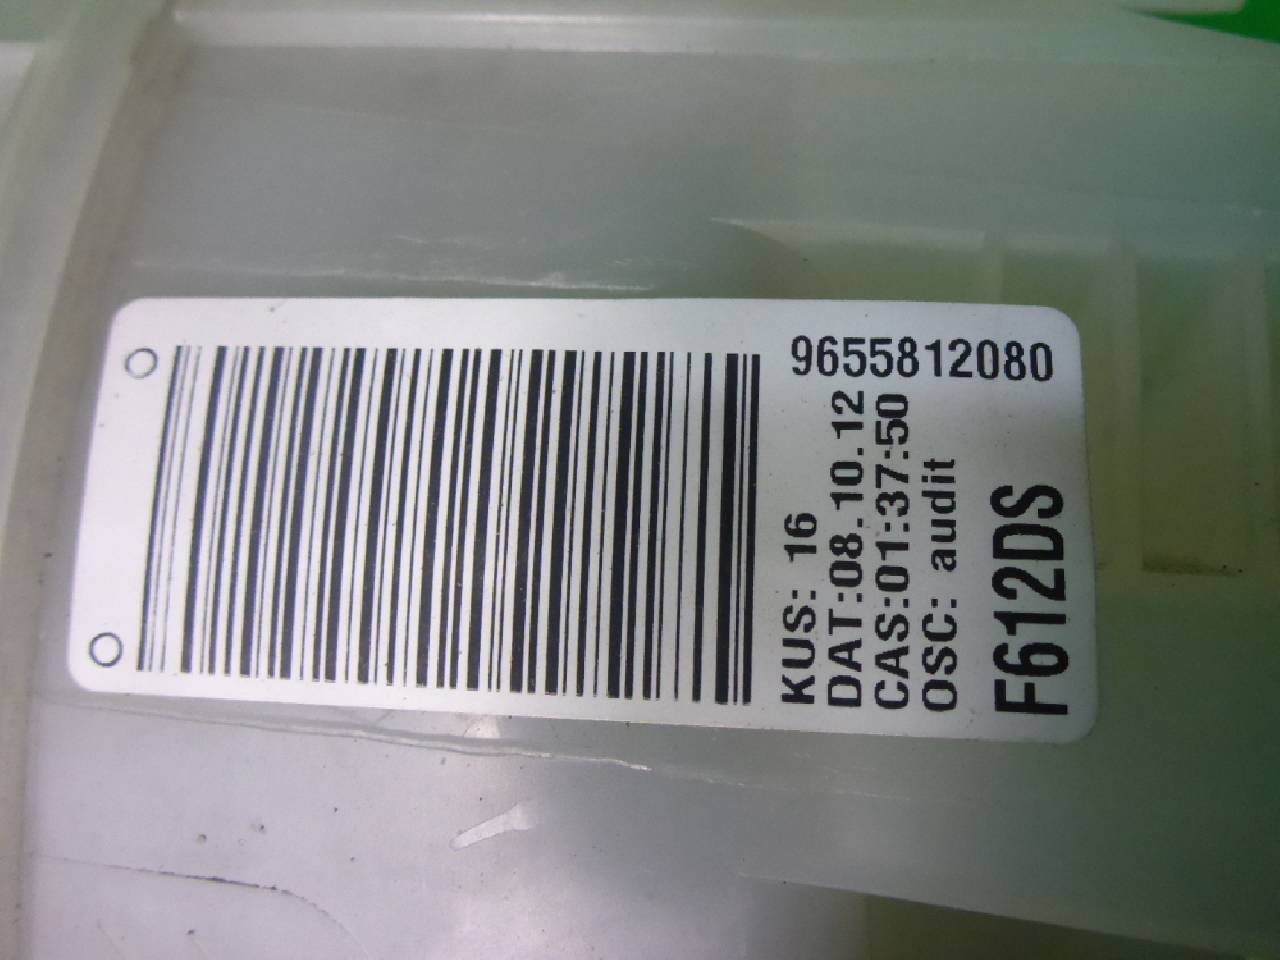 9655812080
KUS: 16
DAT:08.10.12
CAS:01:37:50
OSC: audit
F612DS